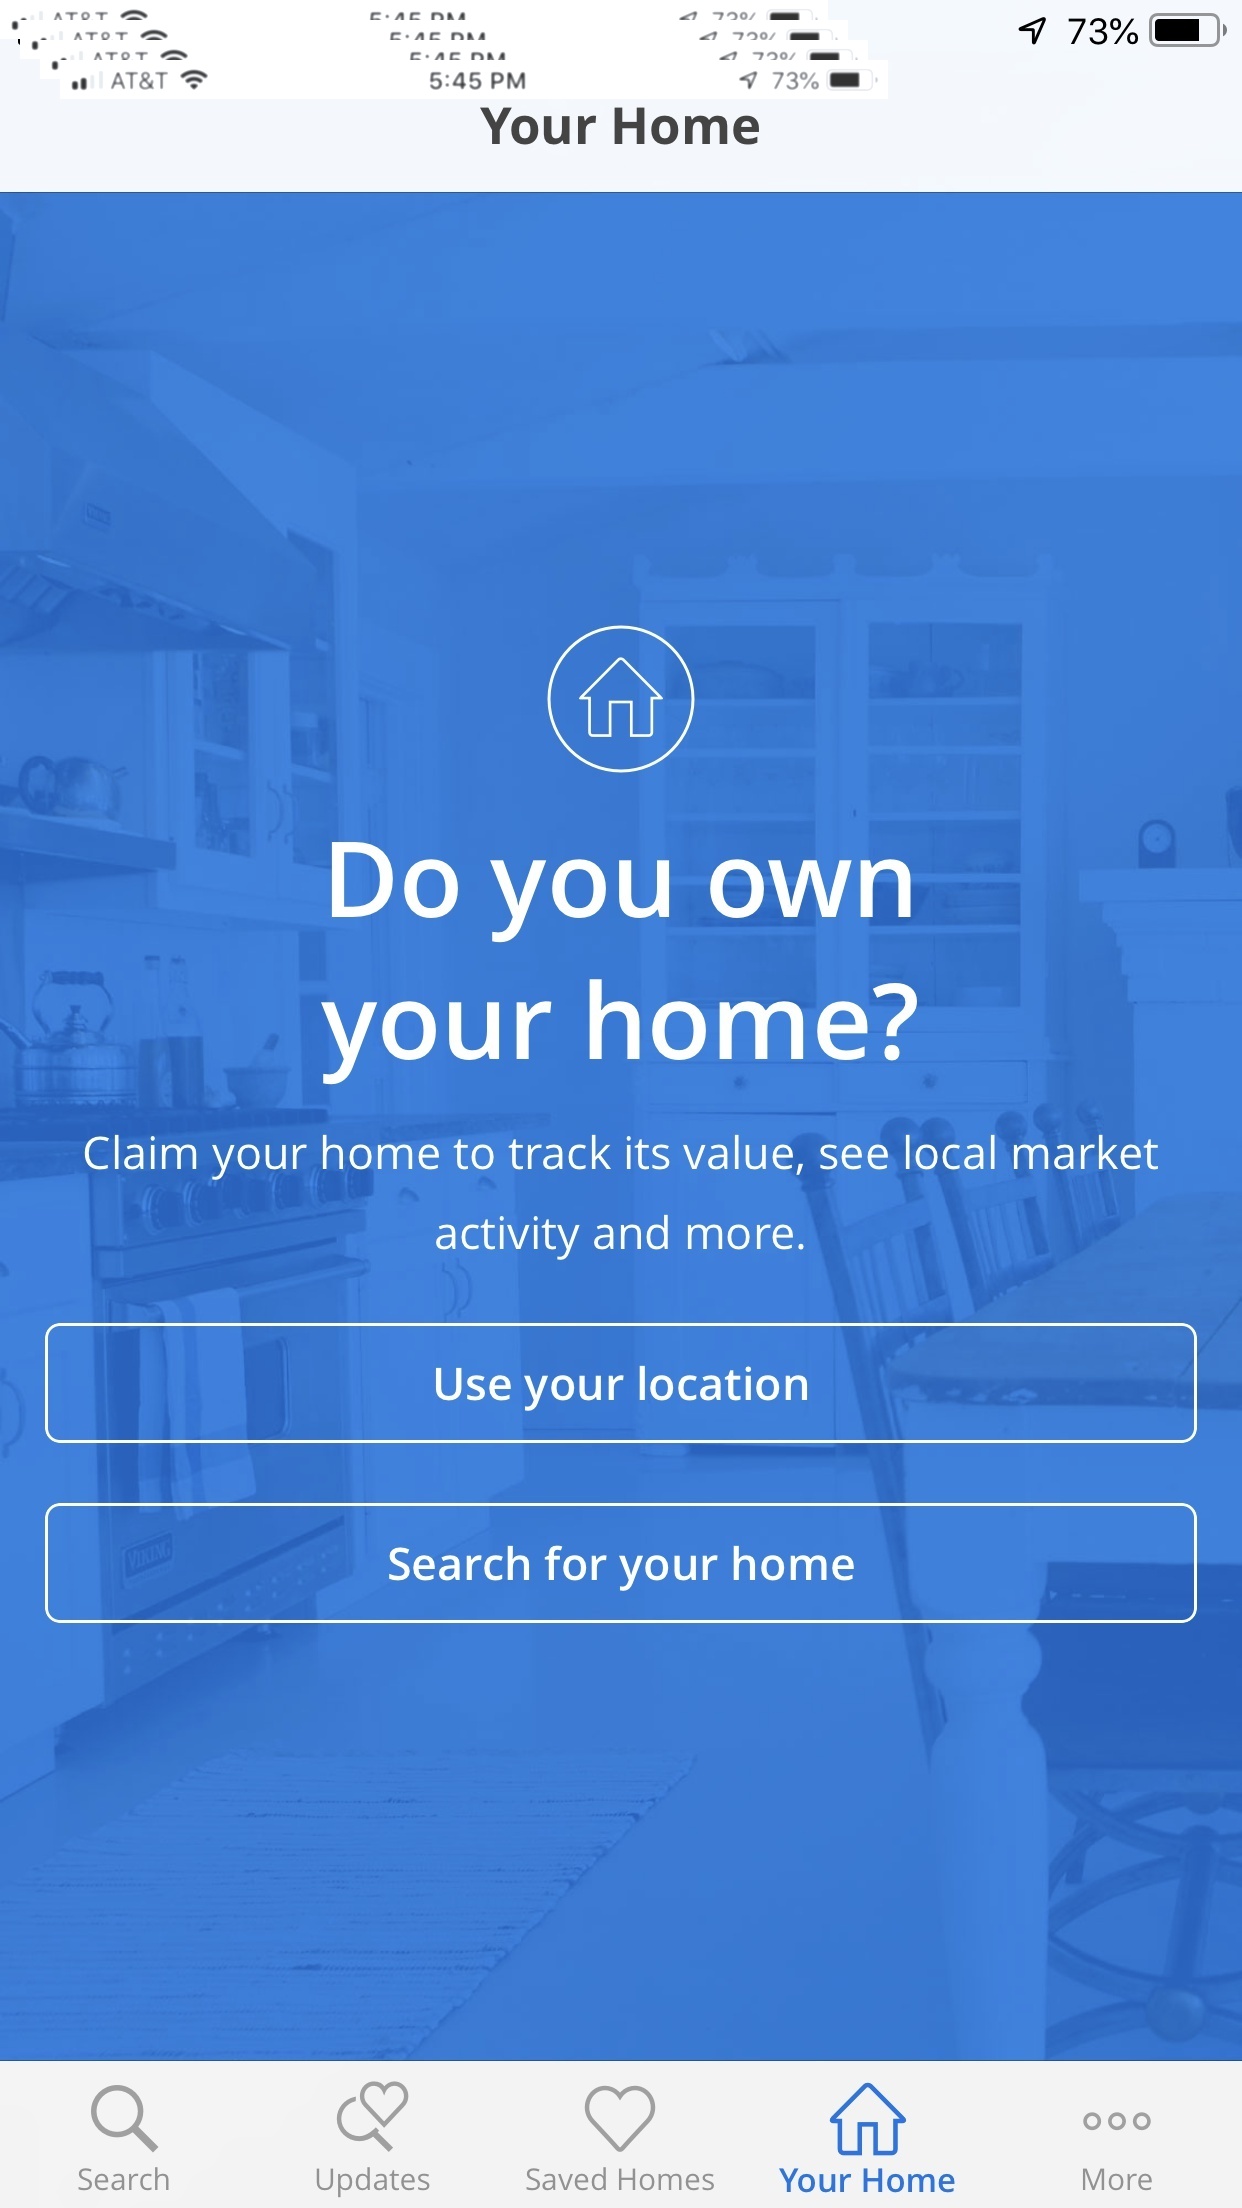 AT&T 5:45 PM 73%
AT&T 5:45 PM 73%
AT&T 5:45 PM 73%
AT&T 5:45 PM 73%
73%
Your Home
Do you own
your home?
Claim your home to track its value, see local market
activity and more.
Use your location
Search for your home
VIKING
Search Updates Saved Homes Your Home More